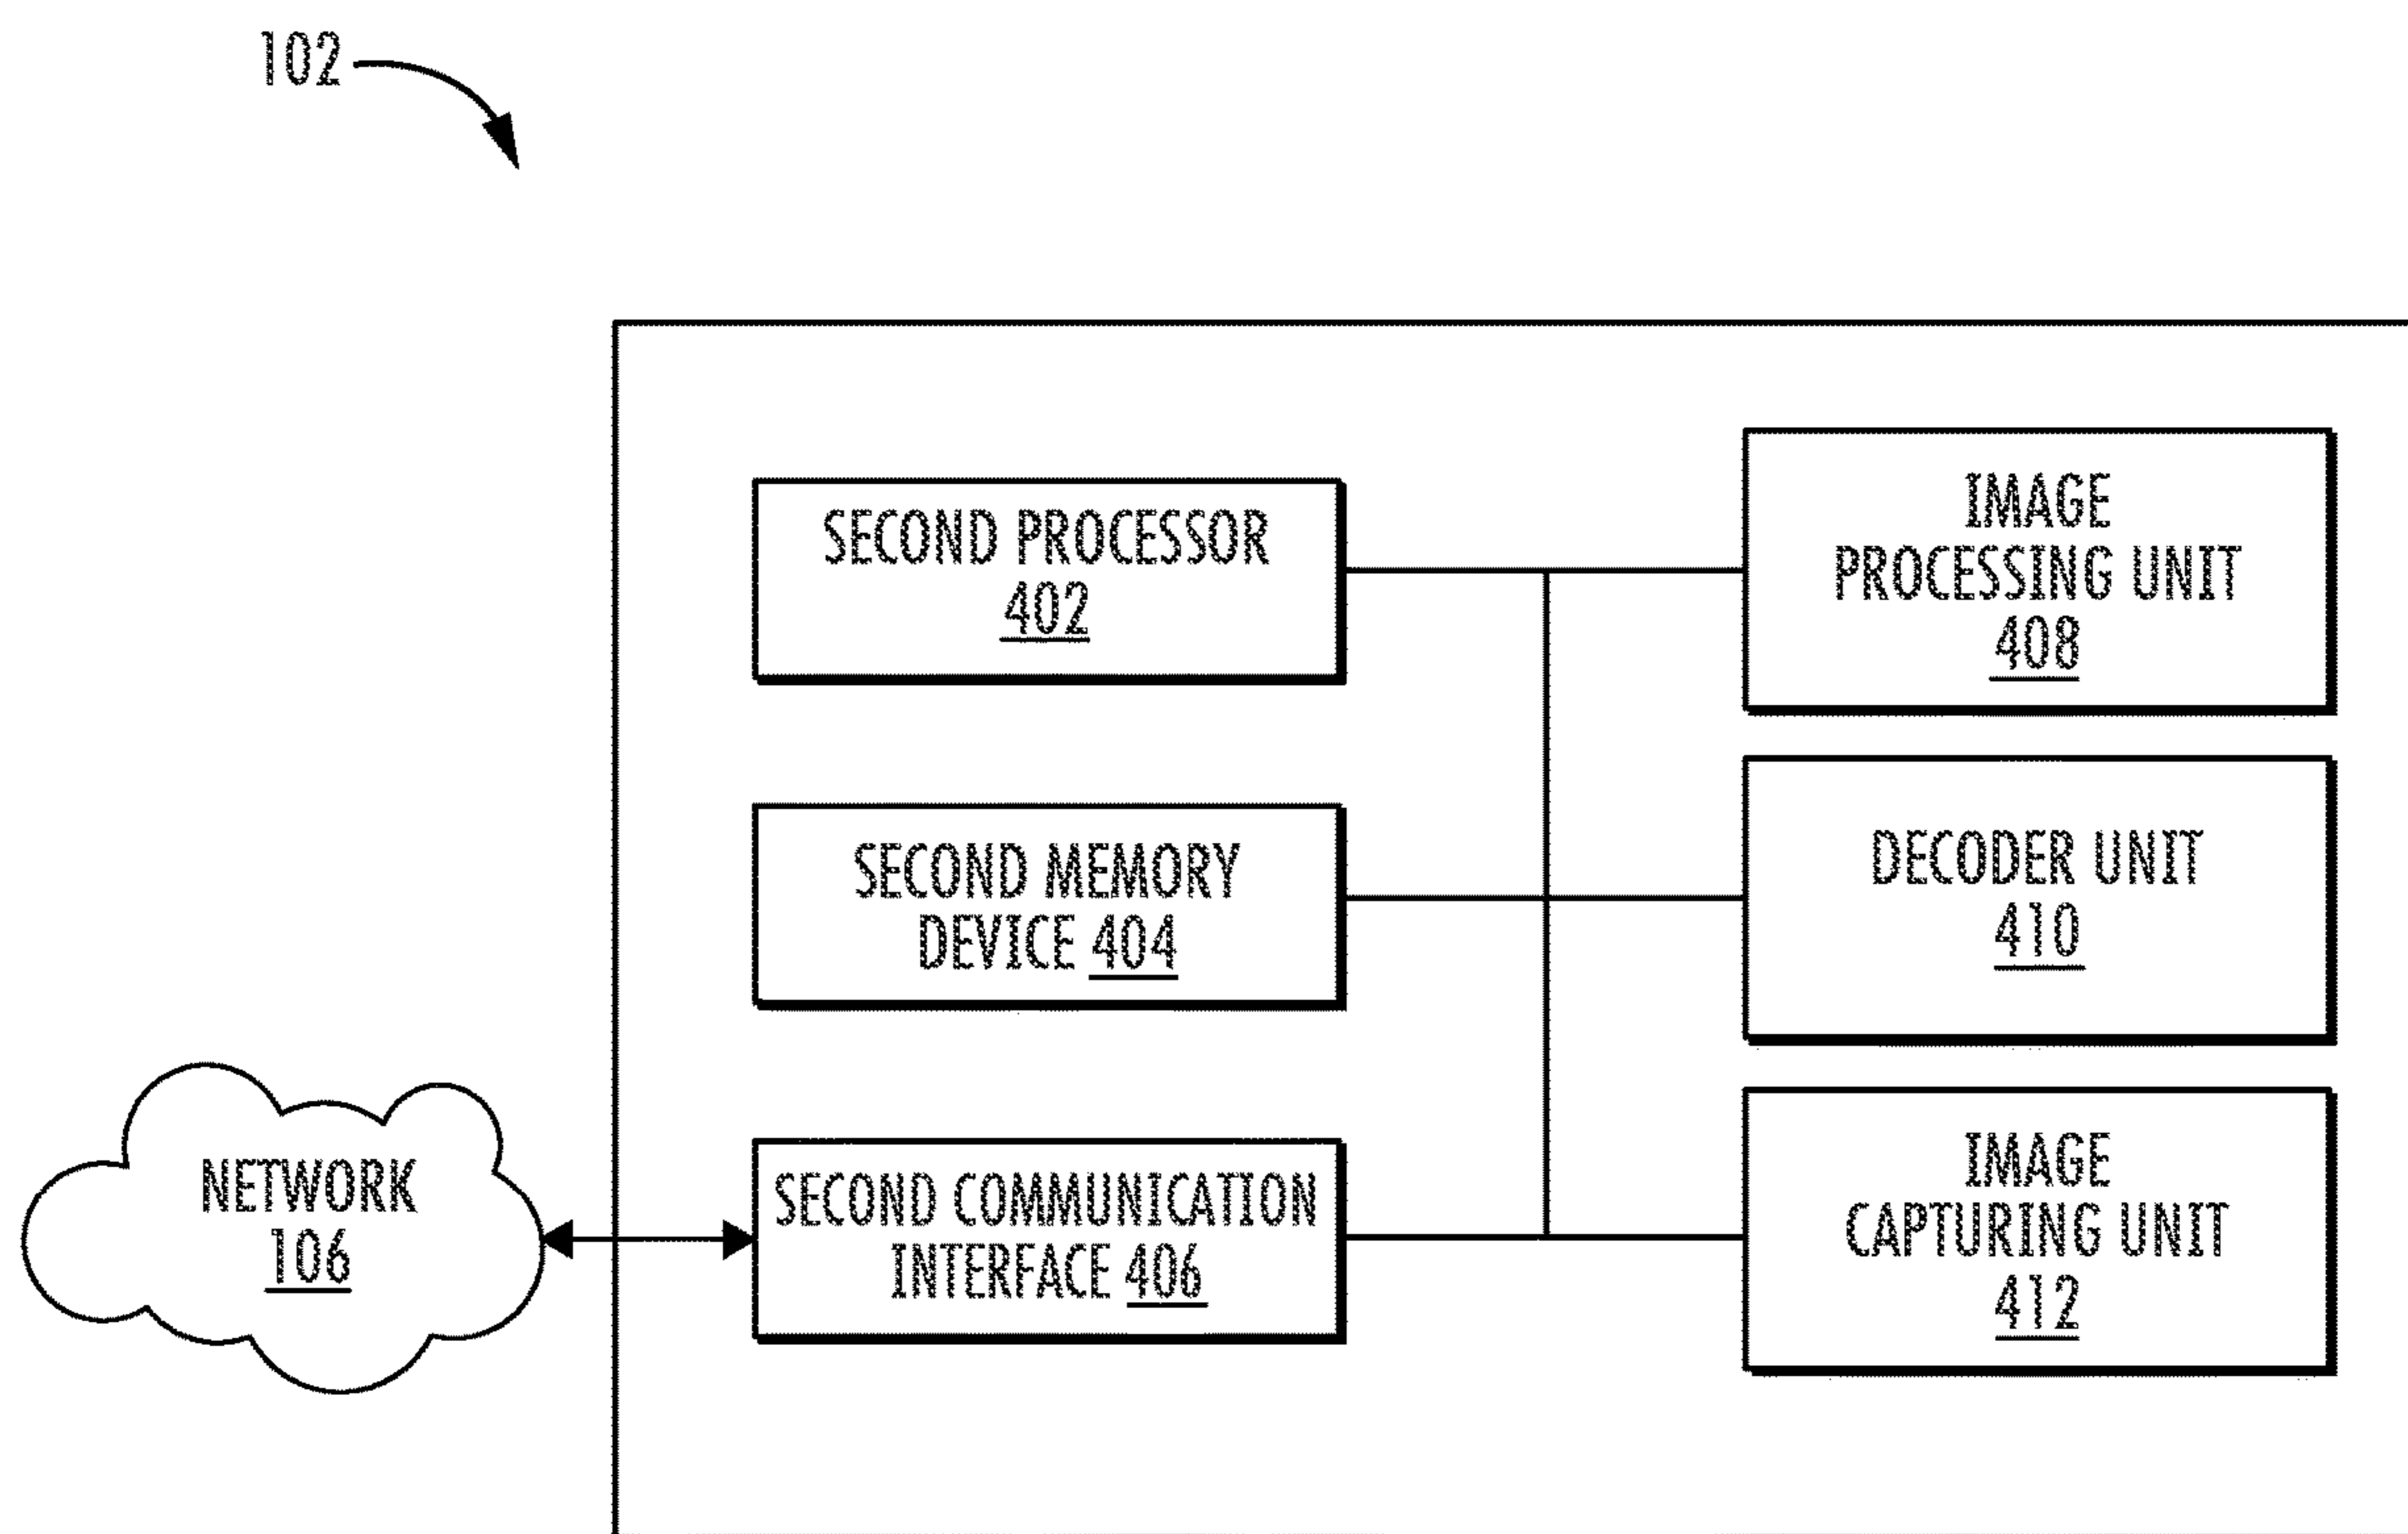 102
SECOND PROCESSOR
402
SECOND MEMORY
DEVICE 404
SECOND COMMUNICATION
INTERFACE 406
NETWORK
106
IMAGE
PROCESSING UNIT
408
DECODER UNIT
410
IMAGE
CAPTURING UNIT
412